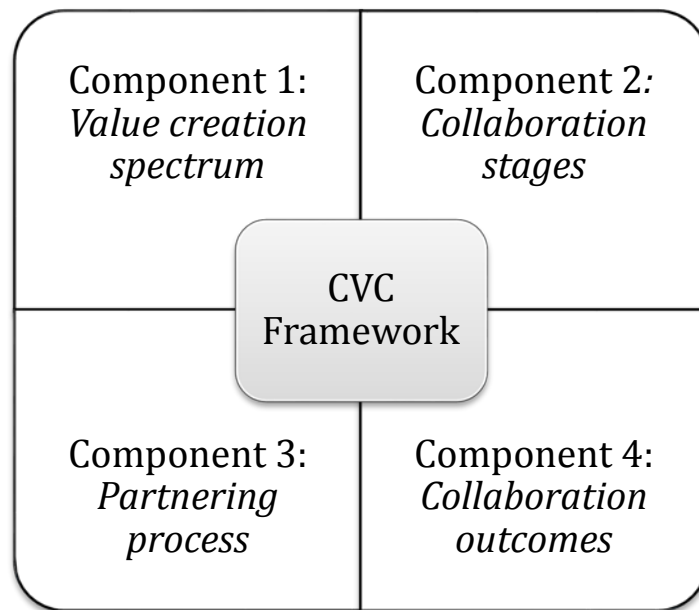 Component 1:
Value creation
spectrum
Component 2:
Collaboration
stages
CVC
Framework
Component 3:
Partnering
process
Component 4:
Collaboration
outcomes